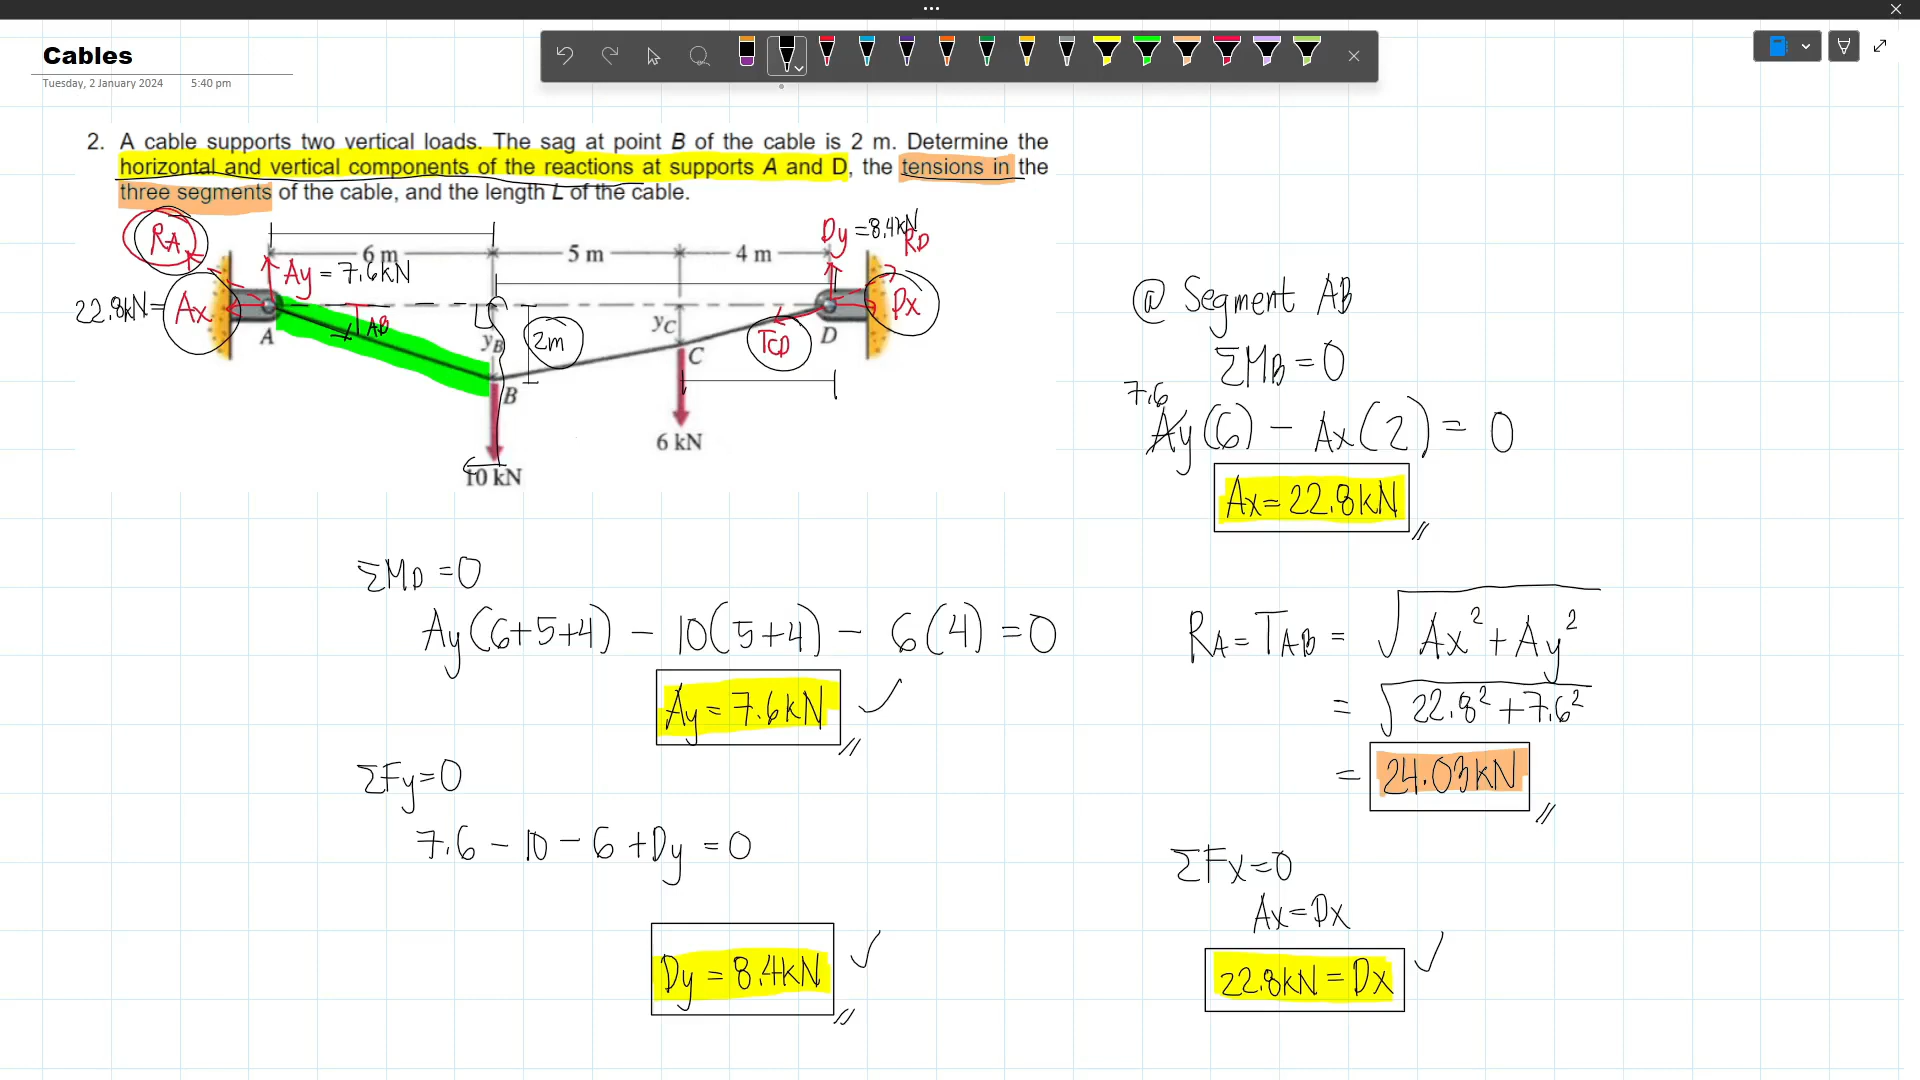 Cables
Tuesday, 2 January 2024 5:40 pm
2. A cable supports two vertical loads. The sag at point B of the cable is 2 m. Determine the
horizontal and vertical components of the reactions at supports A and D, the tensions in the
three segments of the cable, and the length L of the cable.
RA
Dy = 8.4kN
RD
6 m
5 m
4 m
Ay = 7.6kN
22.8kN = Ax
Dx
TAB
A
yB
2m
yC
TCD
D
C
B
6 kN
10 kN
ΣMD = 0
Ay(6+5+4) - 10(5+4) - 6(4) = 0
Ay = 7.6kN
ΣFy = 0
7.6 - 10 - 6 + Dy = 0
Dy = 8.4kN
@ Segment AB
ΣMB = 0
7.6
Ay(6) - Ax(2) = 0
Ax = 22.8kN
RA = TAB = √Ax² + Ay²
= √22.8² + 7.6²
= 24.03kN
ΣFx = 0
Ax = Dx
22.8kN = Dx